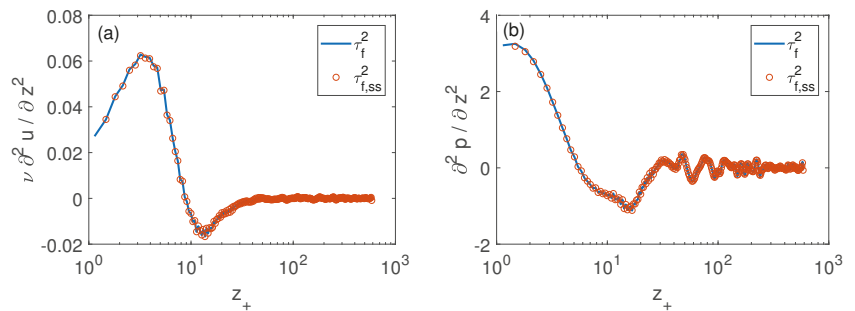 (a)
τ_f^2
τ_{f,ss}^2
0.08
0.06
0.04
0.02
0
-0.02
ν ∂^2 u / ∂ z^2
10^0 10^1 10^2 10^3
z_+
(b)
τ_f^2
τ_{f,ss}^2
4
2
0
-2
∂^2 p / ∂ z^2
10^0 10^1 10^2 10^3
z_+